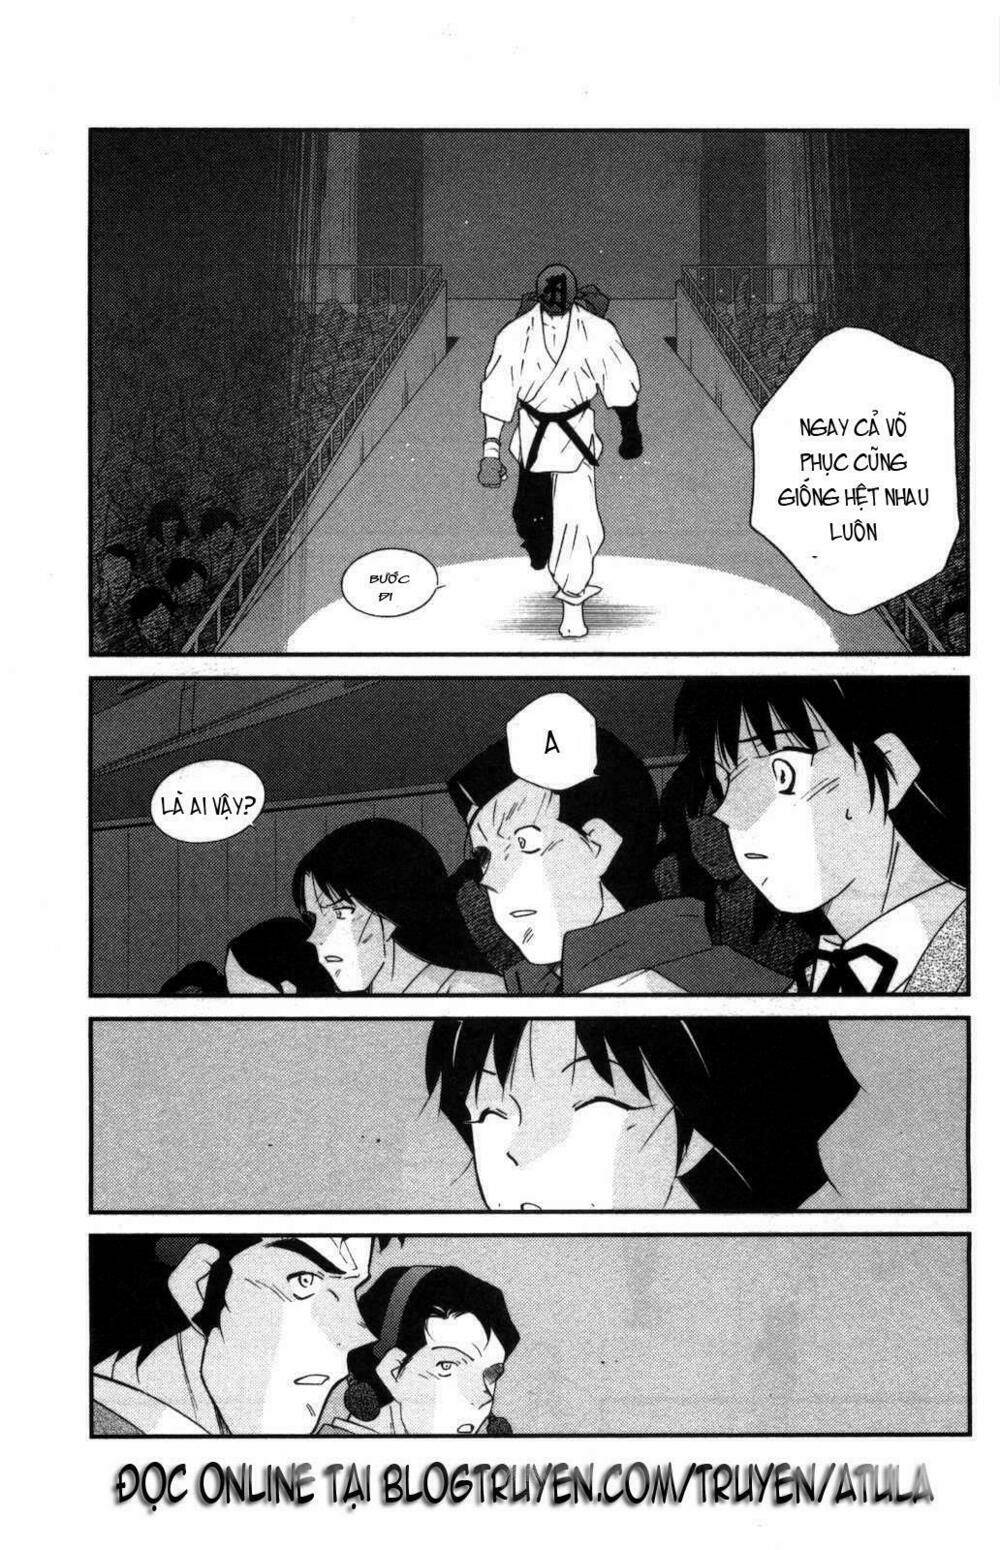 NGAY CẢ VÕ
PHỤC CŨNG
GIỐNG HỆT NHAU
LUÔN
BƯỚC
ĐI
A
LÀ AI VẬY?
ĐỌC ONLINE TẠI BLOGTRUYEN.COM/TRUYEN/ATULA